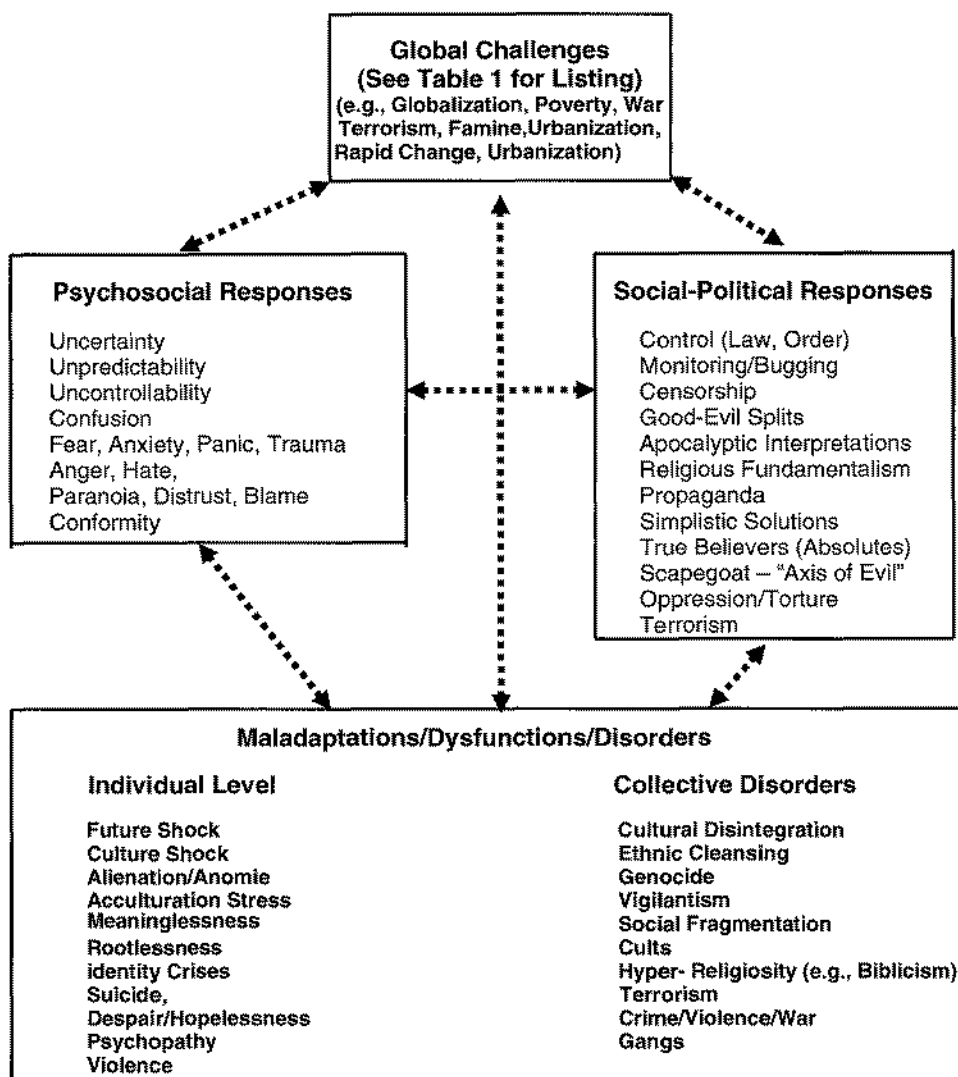 Global Challenges
(See Table 1 for Listing)
(e.g., Globalization, Poverty, War
Terrorism, Famine,Urbanization,
Rapid Change, Urbanization)
Psychosocial Responses
Uncertainty
Unpredictability
Uncontrollability
Confusion
Fear, Anxiety, Panic, Trauma
Anger, Hate,
Paranoia, Distrust, Blame
Conformity
Social-Political Responses
Control (Law, Order)
Monitoring/Bugging
Censorship
Good-Evil Splits
Apocalyptic Interpretations
Religious Fundamentalism
Propaganda
Simplistic Solutions
True Believers (Absolutes)
Scapegoat – “Axis of Evil”
Oppression/Torture
Terrorism
Maladaptations/Dysfunctions/Disorders
Individual Level
Future Shock
Culture Shock
Alienation/Anomie
Acculturation Stress
Meaninglessness
Rootlessness
identity Crises
Suicide,
Despair/Hopelessness
Psychopathy
Violence
Collective Disorders
Cultural Disintegration
Ethnic Cleansing
Genocide
Vigilantism
Social Fragmentation
Cults
Hyper- Religiosity (e.g., Biblicism)
Terrorism
Crime/Violence/War
Gangs